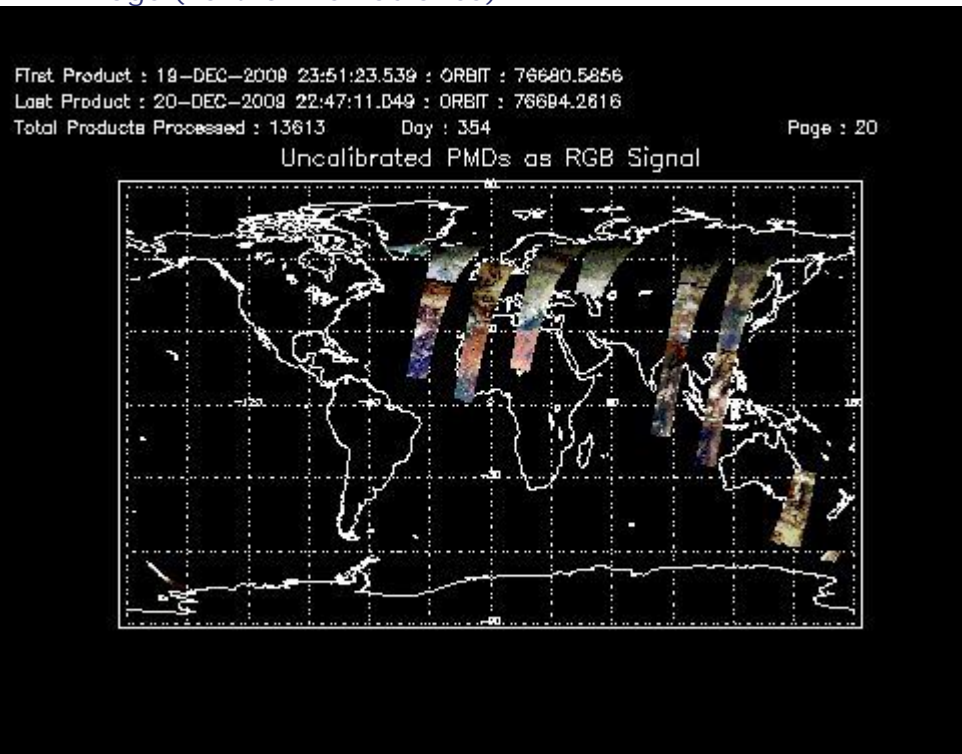 First Product : 19-DEC-2009 23:51:23.539 : ORBIT : 76680.5856
Last Product : 20-DEC-2009 22:47:11.049 : ORBIT : 76694.2616
Total Products Processed : 13613 Day : 354 Page : 20
Uncalibrated PMDs as RGB Signal